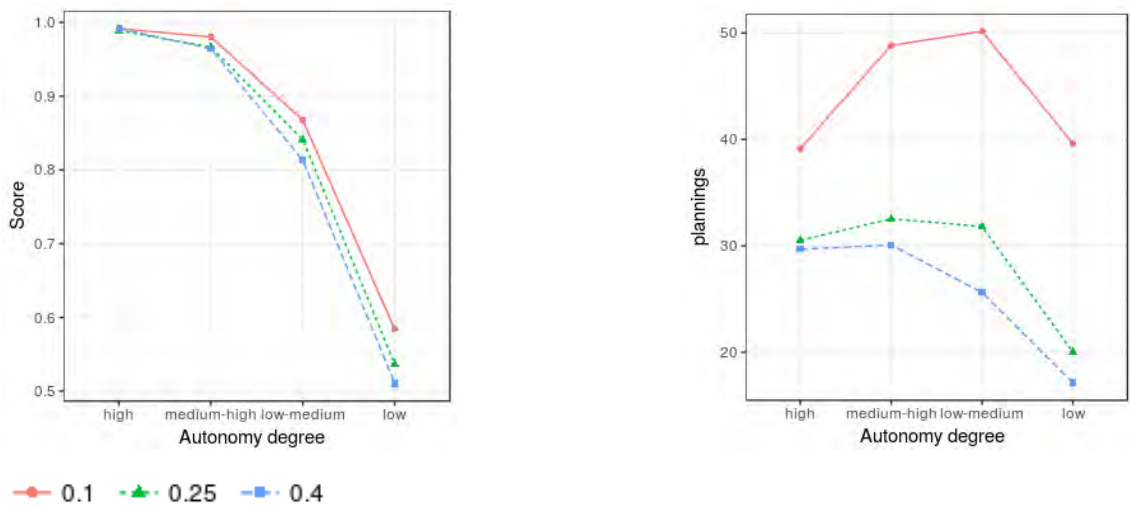 1.0
0.9
0.8
0.7
0.6
0.5
Score
high medium-high low-medium low
Autonomy degree
50
40
30
20
plannings
high medium-high low-medium low
Autonomy degree
0.1 0.25 0.4